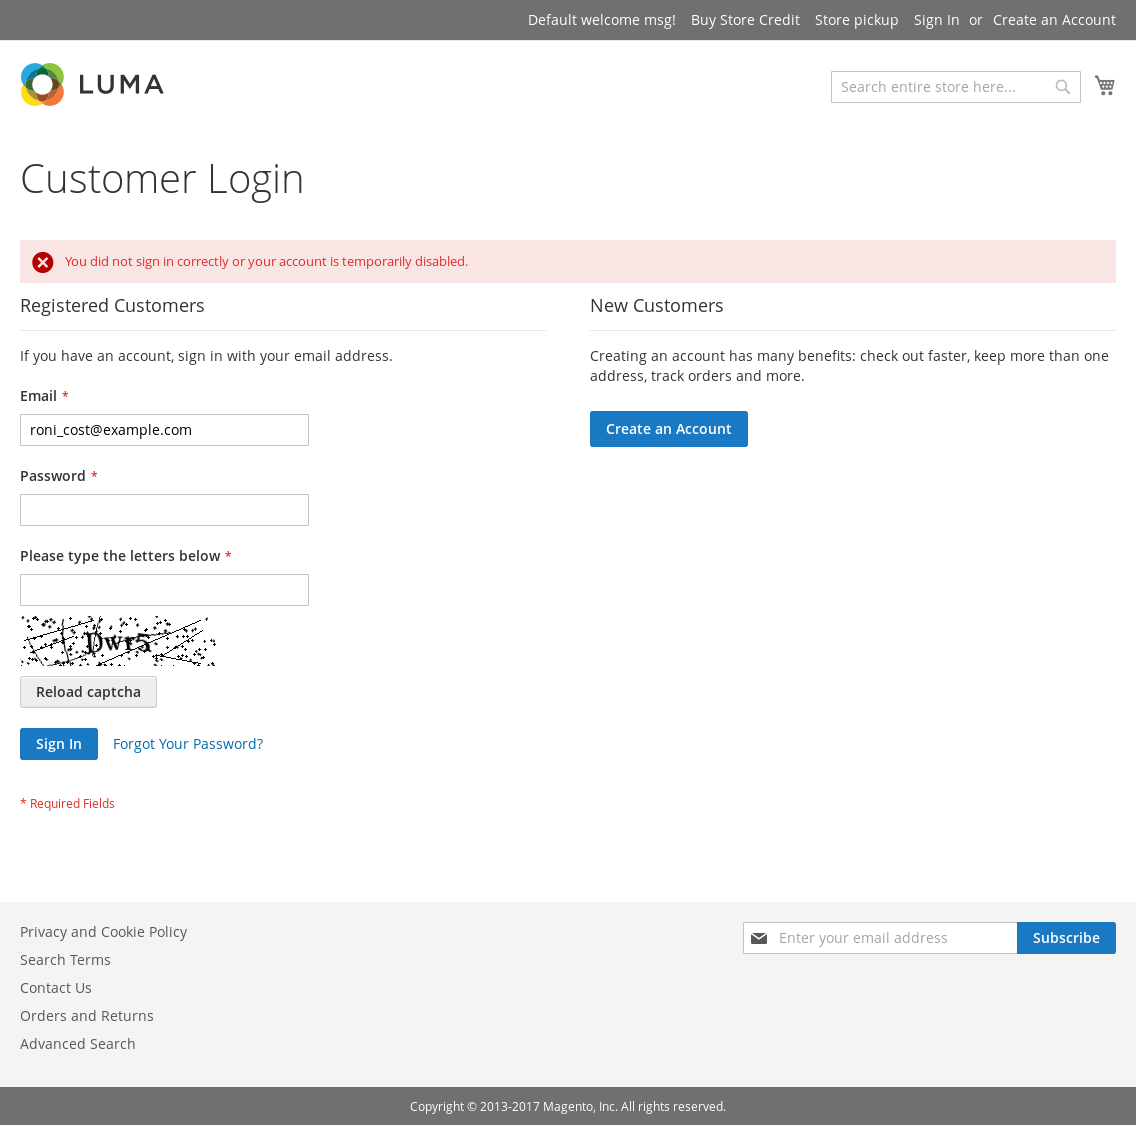 Default welcome msg! Buy Store Credit Store pickup Sign In or Create an Account
LUMA
Search entire store here...
Customer Login
You did not sign in correctly or your account is temporarily disabled.
Registered Customers
If you have an account, sign in with your email address.
Email *
roni_cost@example.com
Password *
Please type the letters below *
Dwr5
Reload captcha
Sign In Forgot Your Password?
* Required Fields
New Customers
Creating an account has many benefits: check out faster, keep more than one
address, track orders and more.
Create an Account
Privacy and Cookie Policy
Search Terms
Contact Us
Orders and Returns
Advanced Search
Enter your email address Subscribe
Copyright © 2013-2017 Magento, Inc. All rights reserved.